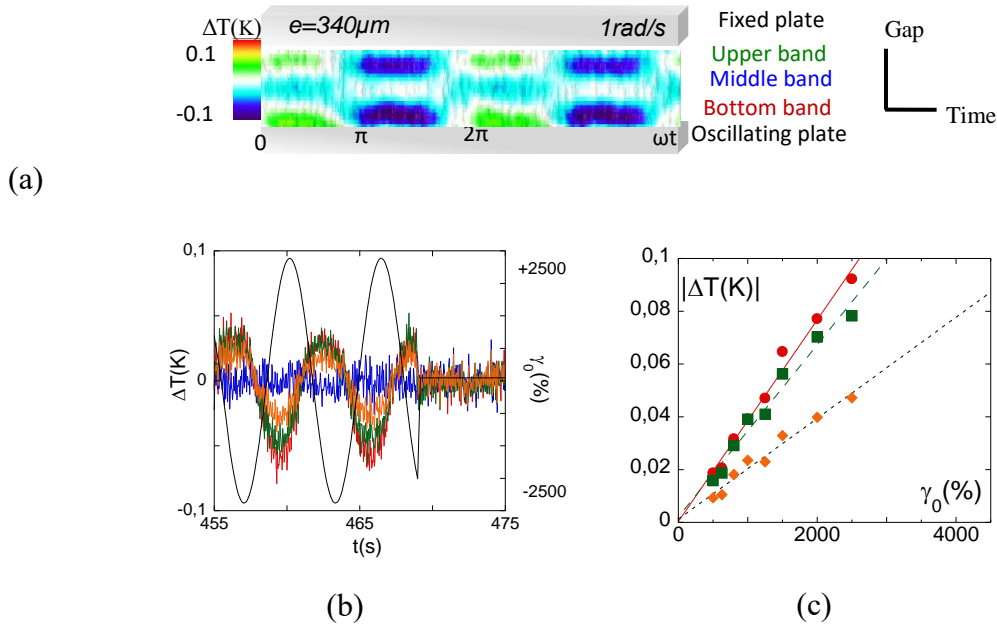 ΔT(K)
0.1
-0.1
e=340µm
1rad/s
0
π
2π
ωt
Fixed plate
Upper band
Middle band
Bottom band
Oscillating plate
Gap
Time
(a)
0,1
0
-0,1
ΔT(K)
455
465
475
t(s)
+2500
-2500
γ0(%)
(b)
0,1
0,08
0,06
0,04
0,02
0
|ΔT(K)|
γ0(%)
0
2000
4000
(c)